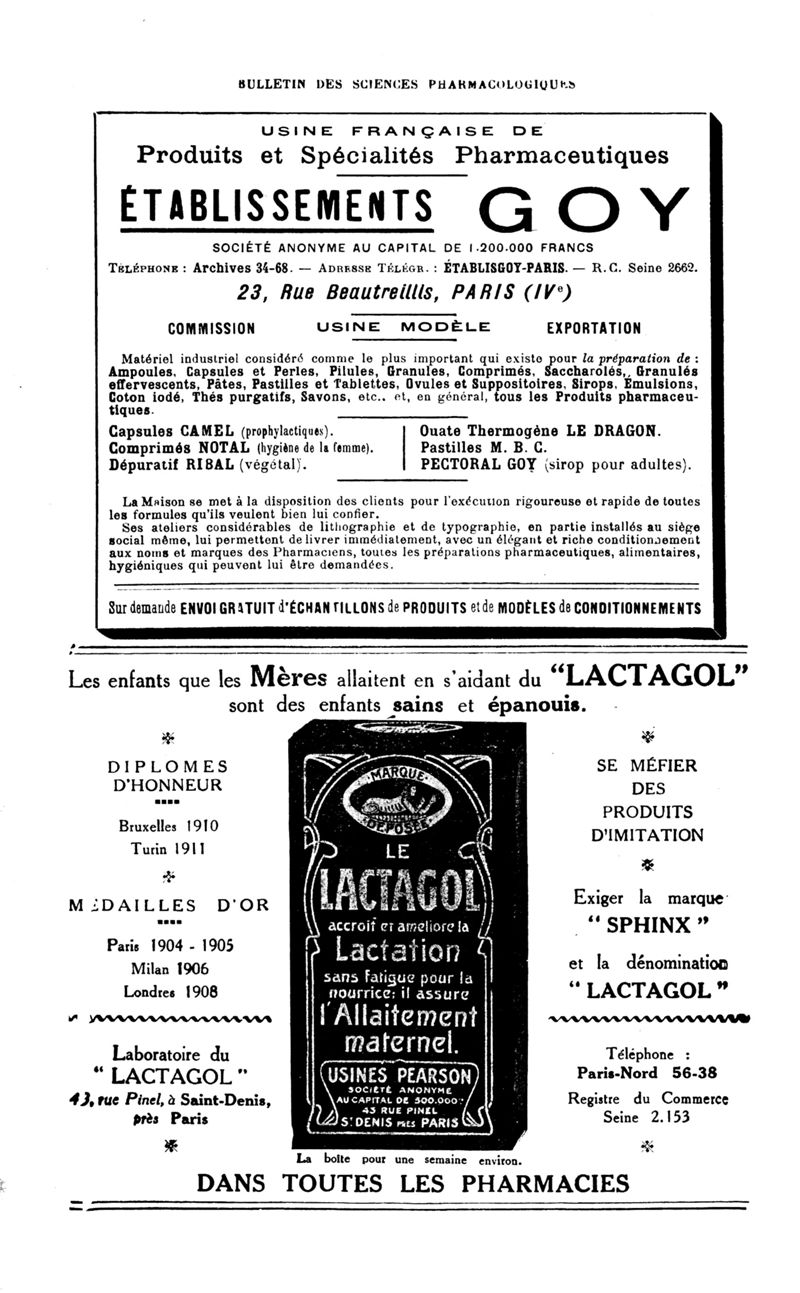 BULLETIN DES SCIENCES PHARMACOLOGIQUES
USINE FRANÇAISE DE
Produits et Spécialités Pharmaceutiques
ÉTABLISSEMENTS GOY
SOCIÉTÉ ANONYME AU CAPITAL DE 1.200.000 FRANCS
TÉLÉPHONE : Archives 34-68. — ADRESSE TÉLÉGR. : ÉTABLISGOY-PARIS. — R.C. Seine 2662.
23, Rue Beautreillis, PARIS (IVe)
COMMISSION USINE MODÈLE EXPORTATION
Matériel industriel considéré comme le plus important qui existe pour la préparation de :
Ampoules, Capsules et Perles, Pilules, Granules, Comprimés, Saccharolés, Granulés
effervescents, Pâtes, Pastilles et Tablettes, Ovules et Suppositoires, Sirops, Emulsions,
Coton iodé, Thés purgatifs, Savons, etc.. et, en général, tous les Produits pharmaceu-
tiques.
Capsules CAMEL (prophylactiques).
Comprimés NOTAL (hygiène de la femme).
Dépuratif RIBAL (végétal).
Ouate Thermogène LE DRAGON.
Pastilles M. B. C.
PECTORAL GOY (sirop pour adultes).
La Maison se met à la disposition des clients pour l'exécution rigoureuse et rapide de toutes
les formules qu'ils veulent bien lui confier.
Ses ateliers considérables de lithographie et de typographie, en partie installés au siège
social même, lui permettent de livrer immédiatement, avec un élégant et riche conditionnement
aux noms et marques des Pharmaciens, toutes les préparations pharmaceutiques, alimentaires,
hygiéniques qui peuvent lui être demandées.
Sur demande ENVOI GRATUIT d'ÉCHANTILLONS de PRODUITS et de MODÈLES de CONDITIONNEMENTS
Les enfants que les Mères allaitent en s'aidant du "LACTAGOL"
sont des enfants sains et épanouis.
DIPLOMES
D'HONNEUR
Bruxelles 1910
Turin 1911
MÉDAILLES D'OR
Paris 1904 - 1905
Milan 1906
Londres 1908
Laboratoire du
" LACTAGOL "
43, rue Pinel, à Saint-Denis,
près Paris
MARQUE
DÉPOSÉE
LE
LACTAGOL
accroit et ameliore la
Lactation
sans fatigue pour la
nourrice: il assure
l'Allaitement
maternel.
USINES PEARSON
SOCIÉTÉ ANONYME
AU CAPITAL DE 500.000F
43 RUE PINEL
ST DENIS PRES PARIS
La boîte pour une semaine environ.
SE MÉFIER
DES
PRODUITS
D'IMITATION
Exiger la marque
" SPHINX "
et la dénomination
" LACTAGOL "
Téléphone :
Paris-Nord 56-38
Registre du Commerce
Seine 2.153
DANS TOUTES LES PHARMACIES